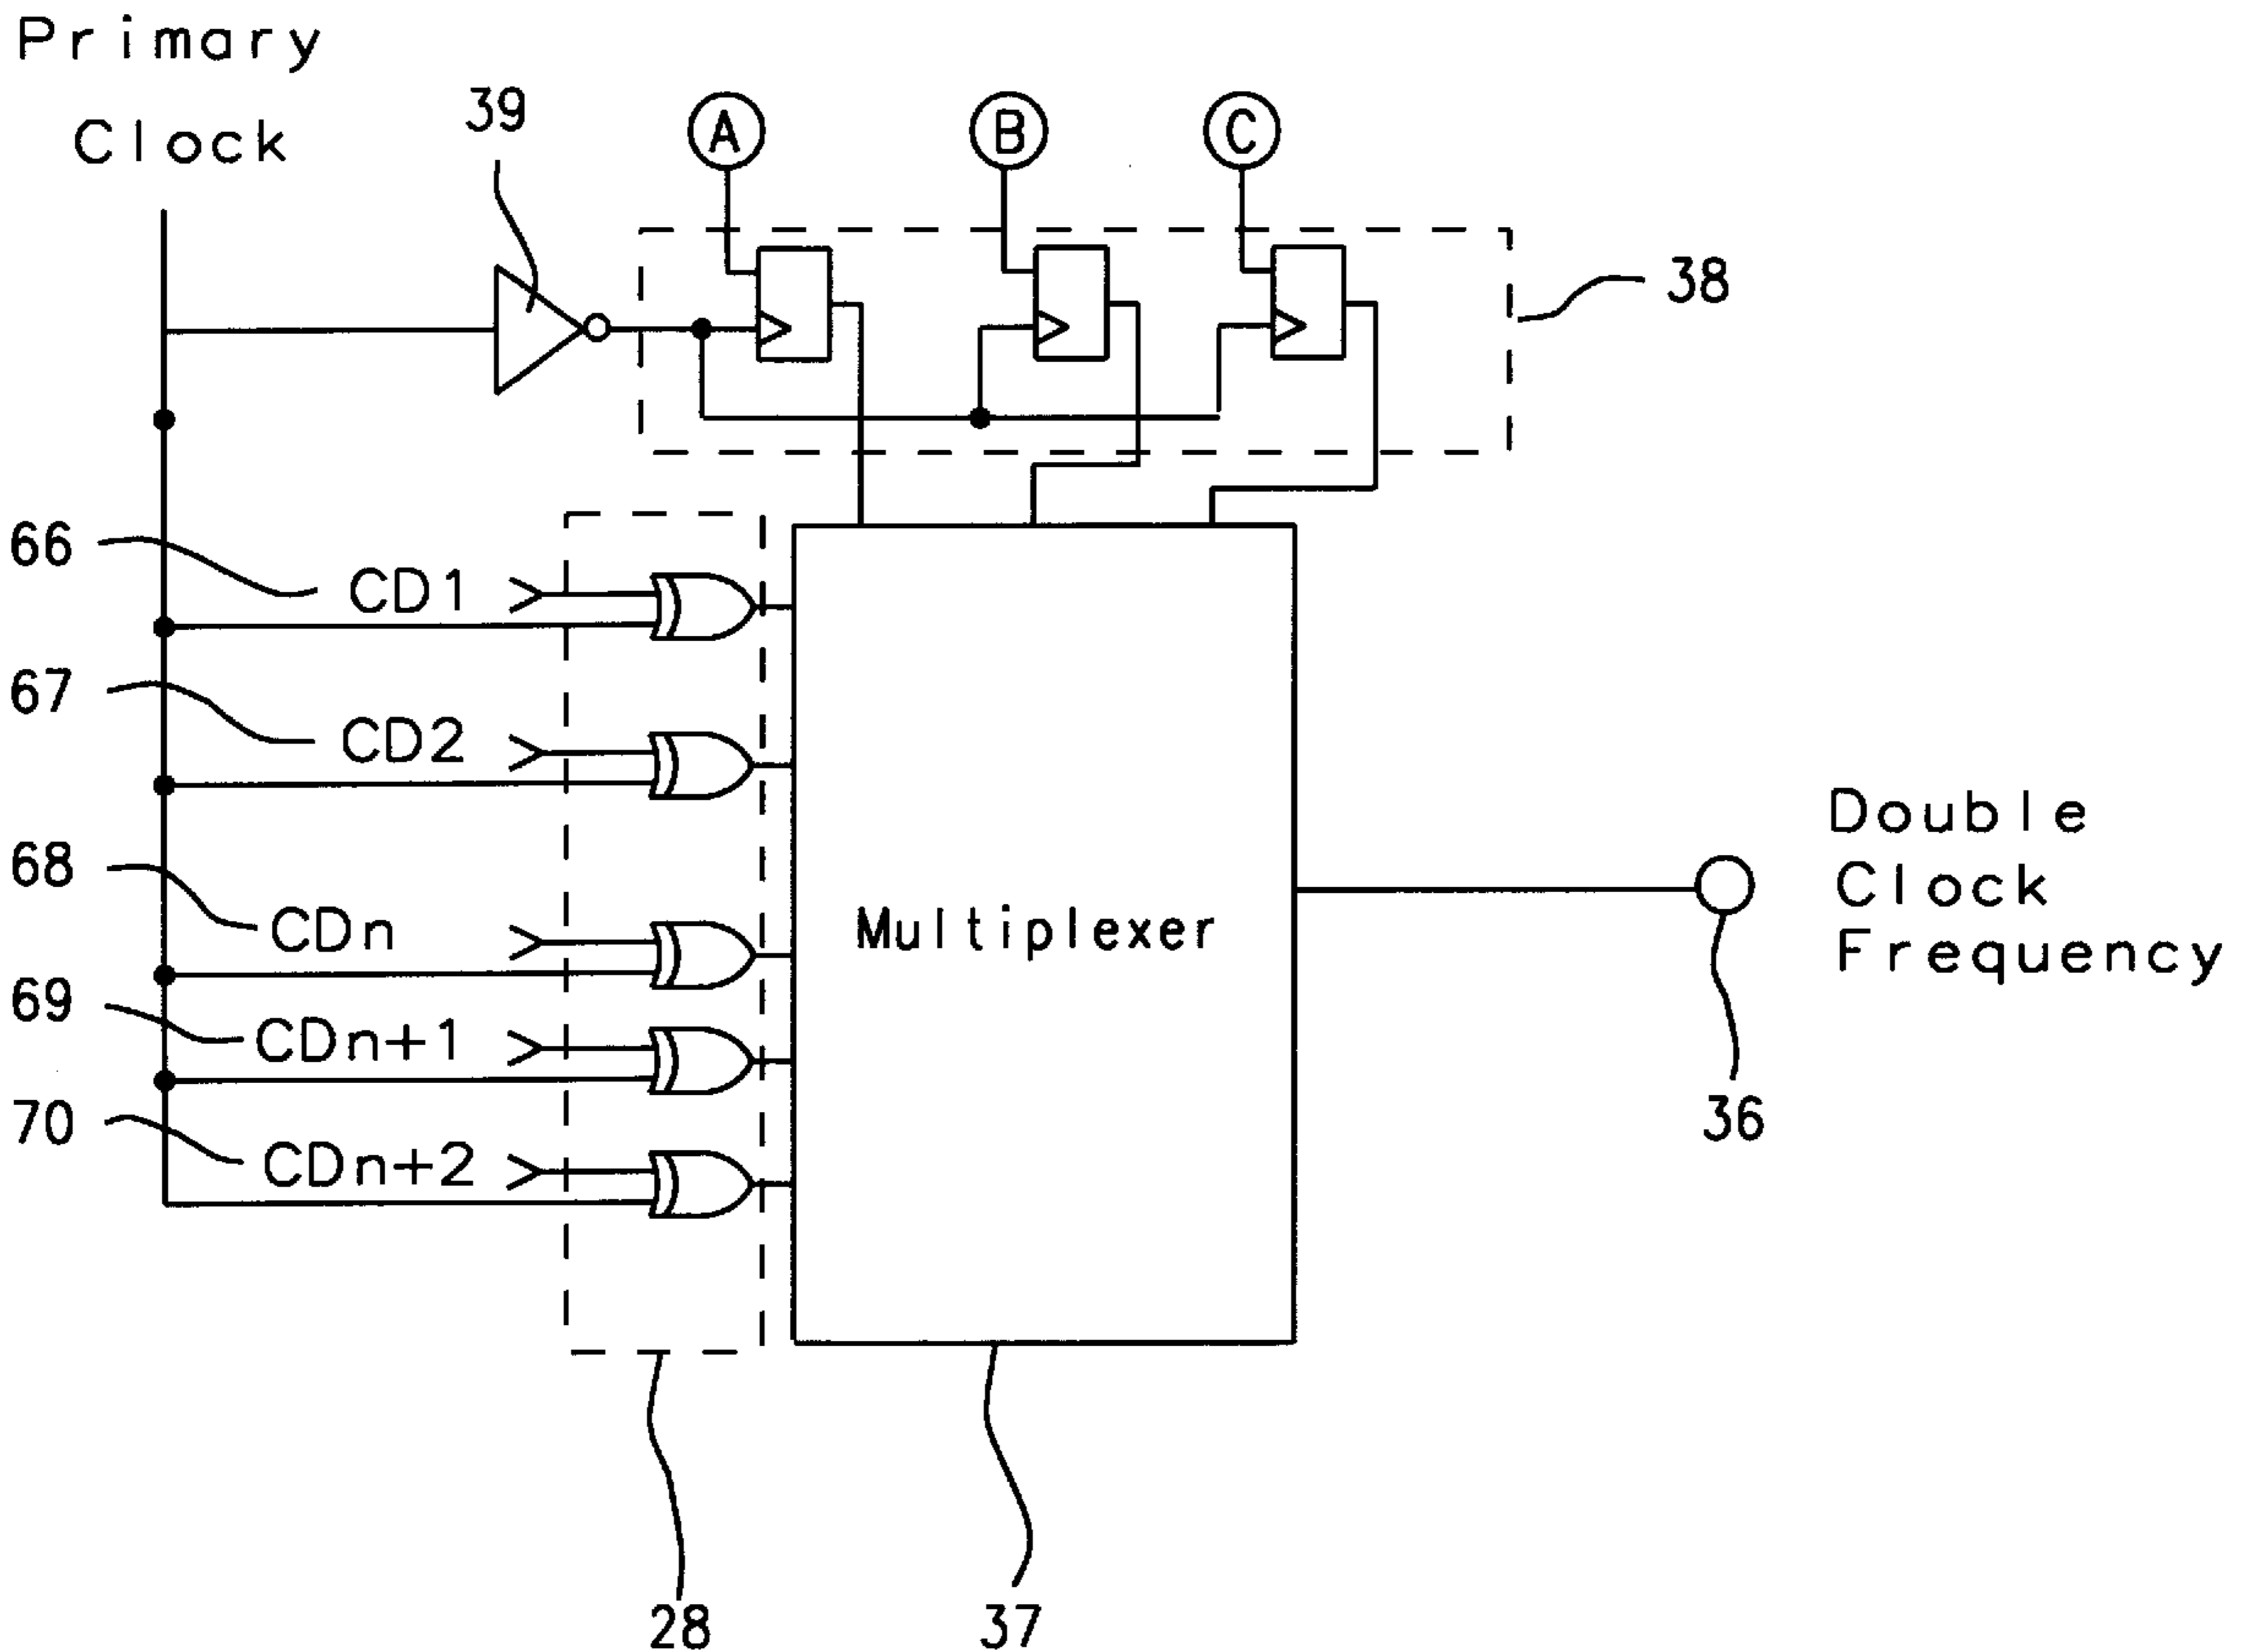 Primary
Clock
39
A
B
C
38
66
CD1
67
CD2
68
CDn
69
CDn+1
70
CDn+2
Multiplexer
Double
Clock
Frequency
36
28
37